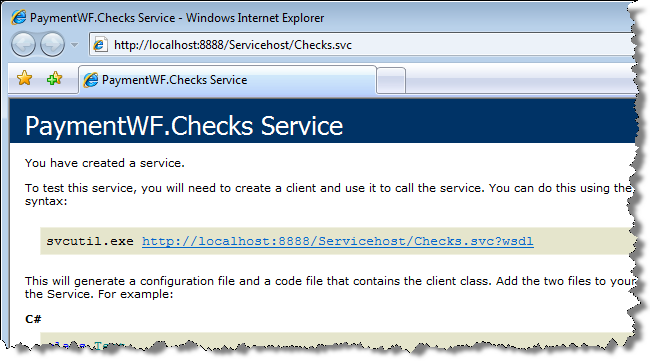 PaymentWF.Checks Service - Windows Internet Explorer
http://localhost:8888/Servicehost/Checks.svc
PaymentWF.Checks Service
PaymentWF.Checks Service
You have created a service.
To test this service, you will need to create a client and use it to call the service. You can do this using the
syntax:
svcutil.exe http://localhost:8888/Servicehost/Checks.svc?wsdl
This will generate a configuration file and a code file that contains the client class. Add the two files to your
the Service. For example:
C#